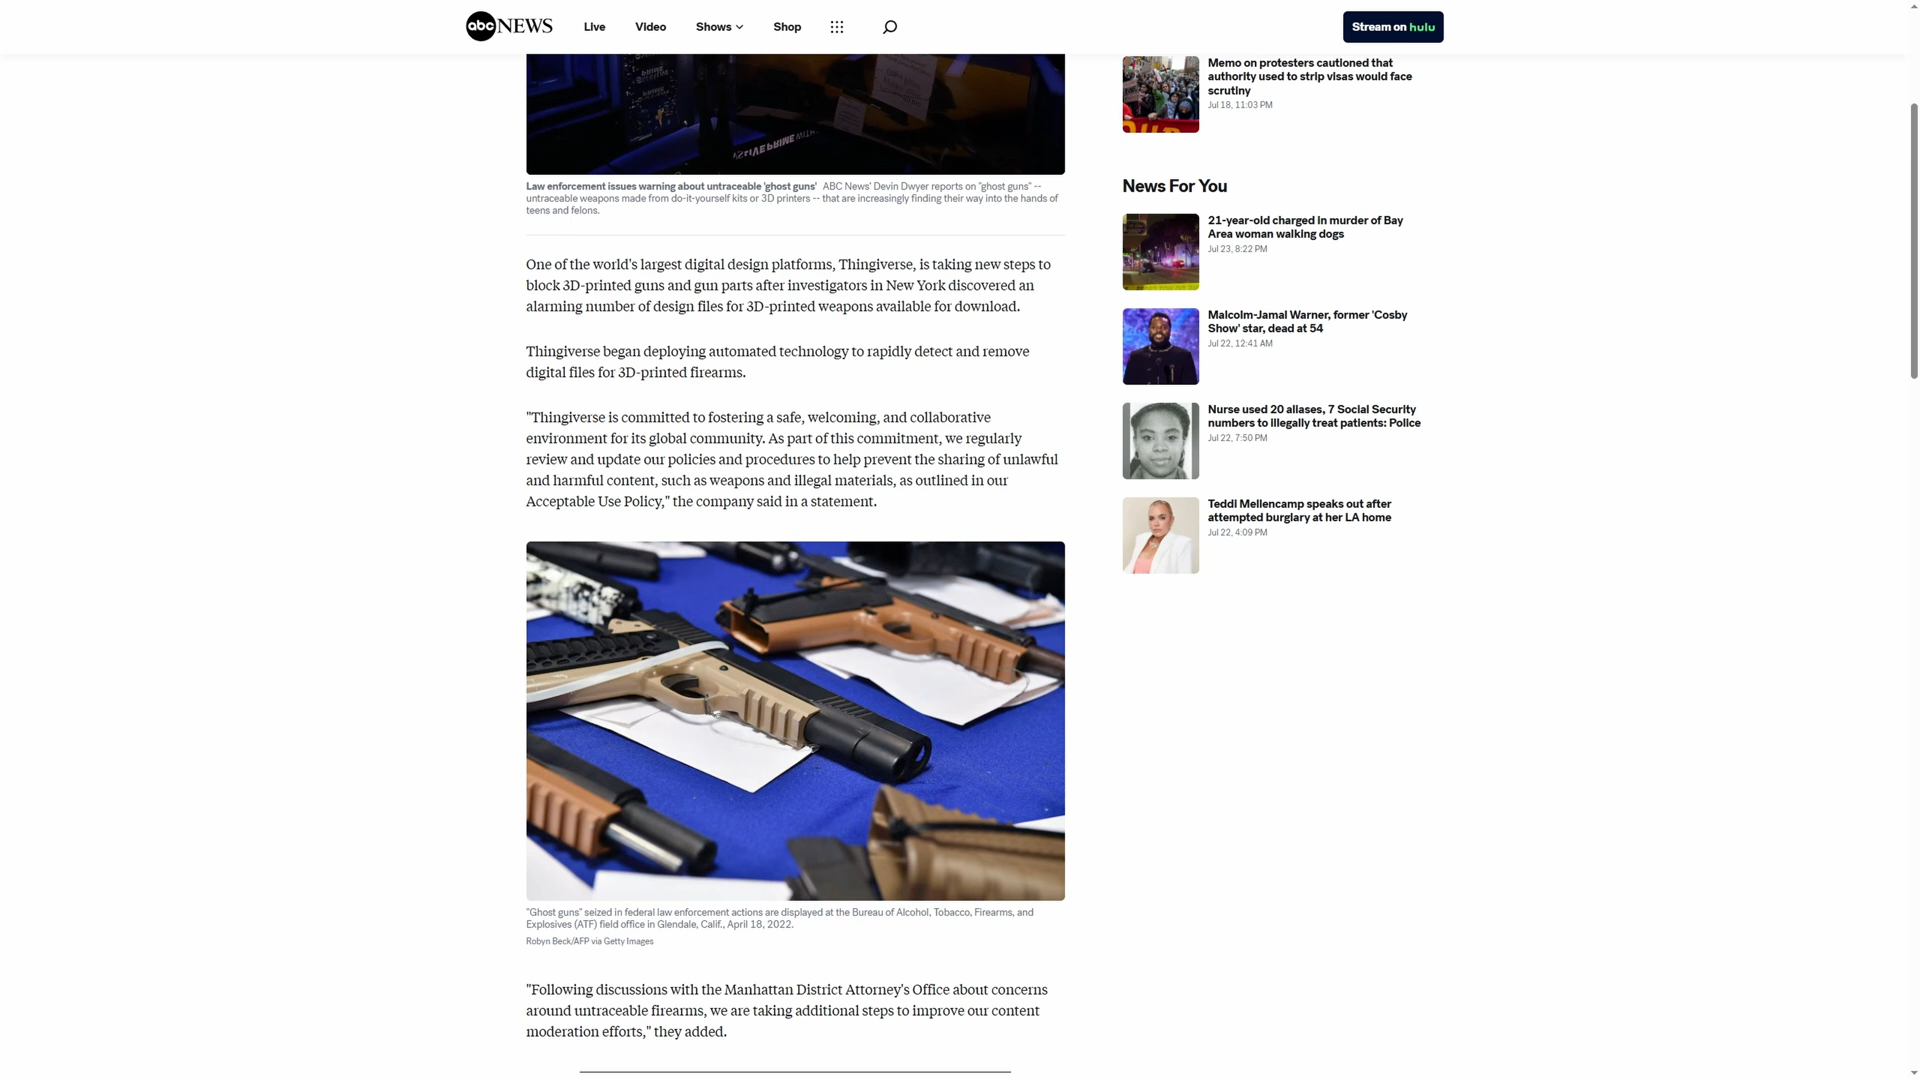 abc NEWS
Live
Video
Shows
Shop
Stream on hulu
Law enforcement issues warning about untraceable 'ghost guns' ABC News' Devin Dwyer reports on "ghost guns" --
untraceable weapons made from do-it-yourself kits or 3D printers -- that are increasingly finding their way into the hands of
teens and felons.
One of the world's largest digital design platforms, Thingiverse, is taking new steps to
block 3D-printed guns and gun parts after investigators in New York discovered an
alarming number of design files for 3D-printed weapons available for download.
Thingiverse began deploying automated technology to rapidly detect and remove
digital files for 3D-printed firearms.
"Thingiverse is committed to fostering a safe, welcoming, and collaborative
environment for its global community. As part of this commitment, we regularly
review and update our policies and procedures to help prevent the sharing of unlawful
and harmful content, such as weapons and illegal materials, as outlined in our
Acceptable Use Policy," the company said in a statement.
"Ghost guns" seized in federal law enforcement actions are displayed at the Bureau of Alcohol, Tobacco, Firearms, and
Explosives (ATF) field office in Glendale, Calif., April 18, 2022.
Robyn Beck/AFP via Getty Images
"Following discussions with the Manhattan District Attorney's Office about concerns
around untraceable firearms, we are taking additional steps to improve our content
moderation efforts," they added.
Memo on protesters cautioned that
authority used to strip visas would face
scrutiny
Jul 18, 11:03 PM
News For You
21-year-old charged in murder of Bay
Area woman walking dogs
Jul 23, 8:22 PM
Malcolm-Jamal Warner, former 'Cosby
Show' star, dead at 54
Jul 22, 12:41 AM
Nurse used 20 aliases, 7 Social Security
numbers to illegally treat patients: Police
Jul 22, 7:50 PM
Teddi Mellencamp speaks out after
attempted burglary at her LA home
Jul 22, 4:09 PM